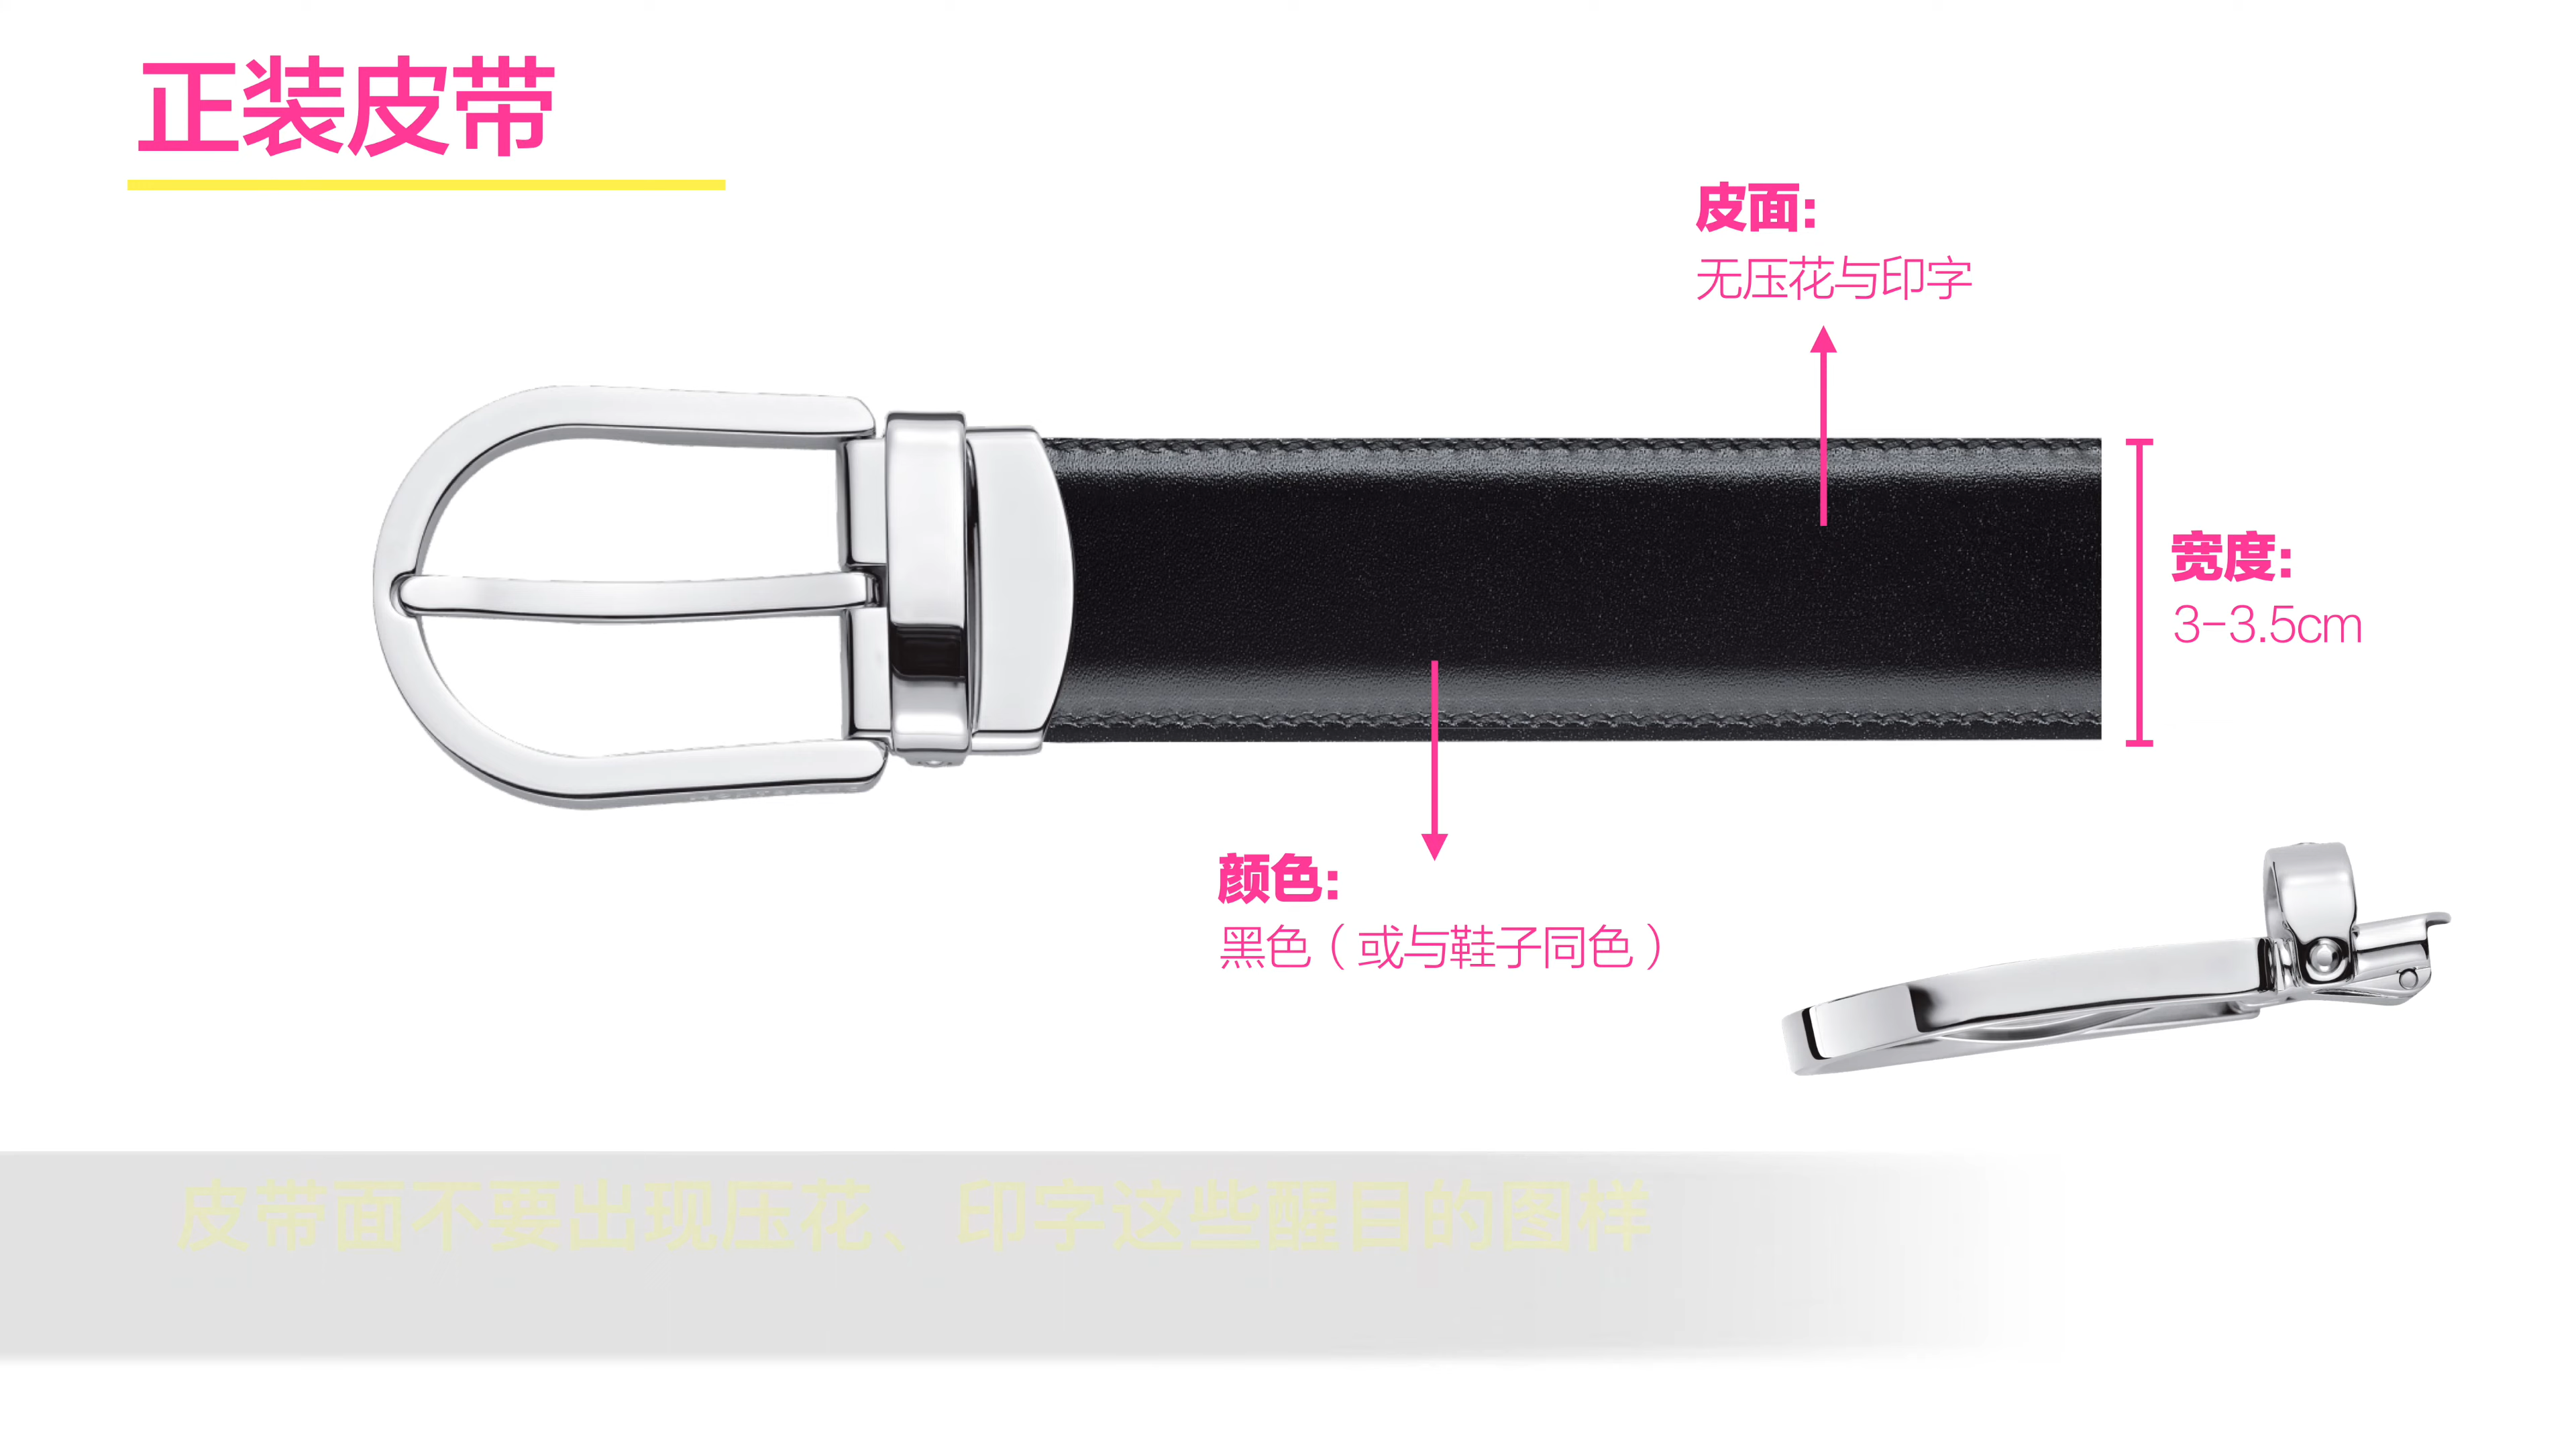 正装皮带
皮面:
无压花与印字
宽度:
3-3.5cm
颜色:
黑色（或与鞋子同色）
皮带面不要出现压花、印字这些醒目的图样